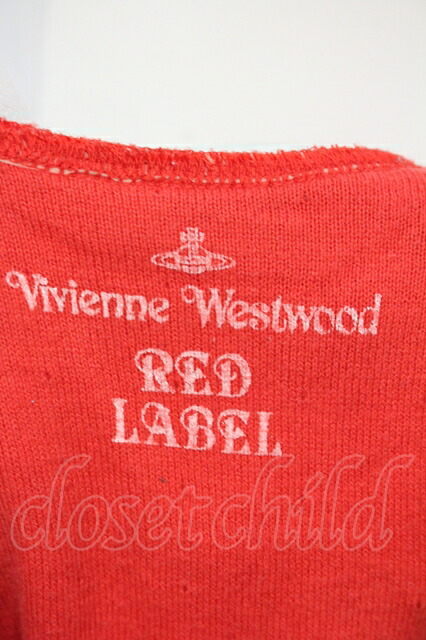 Vivienne Westwood
RED
LABEL
closet child